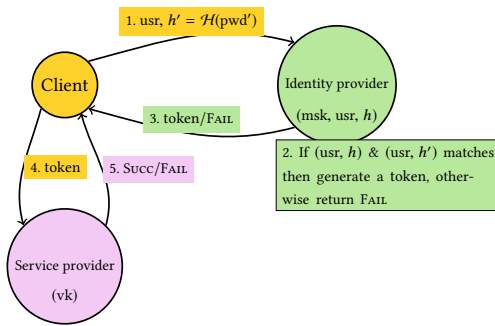 1. usr, h′ = ℋ(pwd′)
Client
Identity provider
(msk, usr, h)
3. token/FAIL
2. If (usr, h) & (usr, h′) matches
then generate a token, other-
wise return FAIL
4. token
5. SUCC/FAIL
Service provider
(vk)